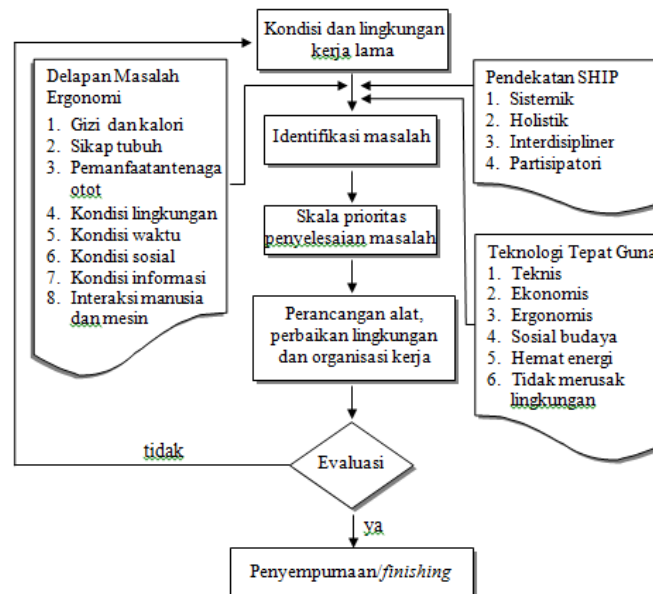 Kondisi dan lingkungan
kerja lama
Delapan Masalah
Ergonomi
1. Gizi dan kalori
2. Sikap tubuh
3. Pemanfaatan tenaga
otot
4. Kondisi lingkungan
5. Kondisi waktu
6. Kondisi sosial
7. Kondisi informasi
8. Interaksi manusia
dan mesin
Pendekatan SHIP
1. Sistemik
2. Holistik
3. Interdisipliner
4. Partisipatori
Identifikasi masalah
Skala prioritas
penyelesaian masalah
Teknologi Tepat Guna
1. Teknis
2. Ekonomis
3. Ergonomis
4. Sosial budaya
5. Hemat energi
6. Tidak merusak
lingkungan
Perancangan alat,
perbaikan lingkungan
dan organisasi kerja
tidak
Evaluasi
ya
Penyempurnaan/finishing